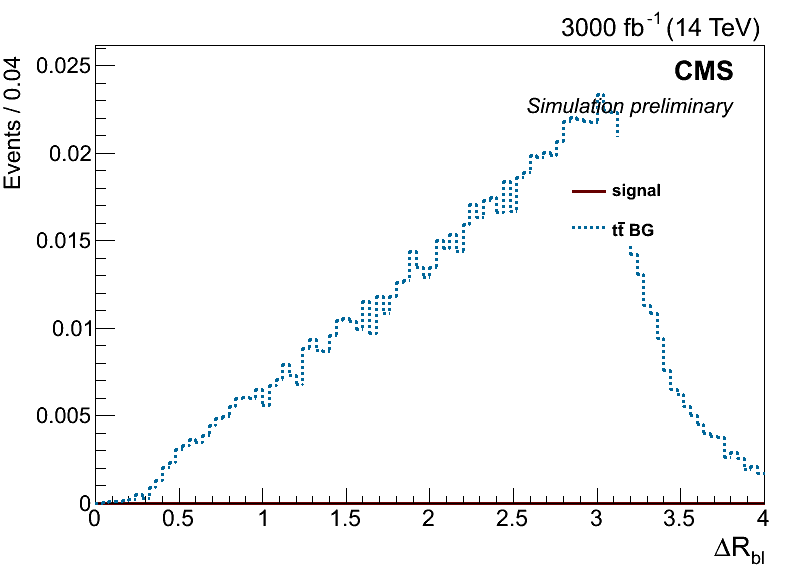 3000 fb⁻¹ (14 TeV)
Events / 0.04
CMS
Simulation preliminary
signal
tt̄ BG
0.025
0.02
0.015
0.01
0.005
0
0 0.5 1 1.5 2 2.5 3 3.5 4
ΔR_bl